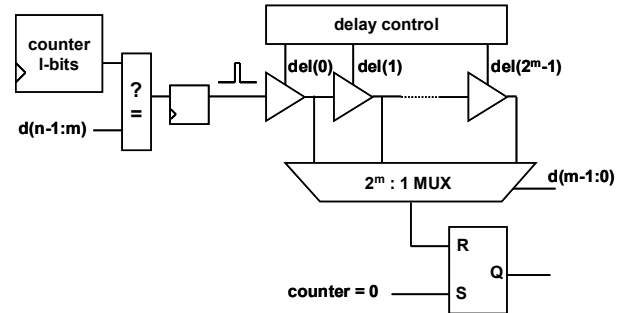 delay control
counter
l-bits
del(0)
del(1)
del(2ᵐ-1)
?
=
d(n-1:m)
2ᵐ : 1 MUX
d(m-1:0)
R
Q
counter = 0
S